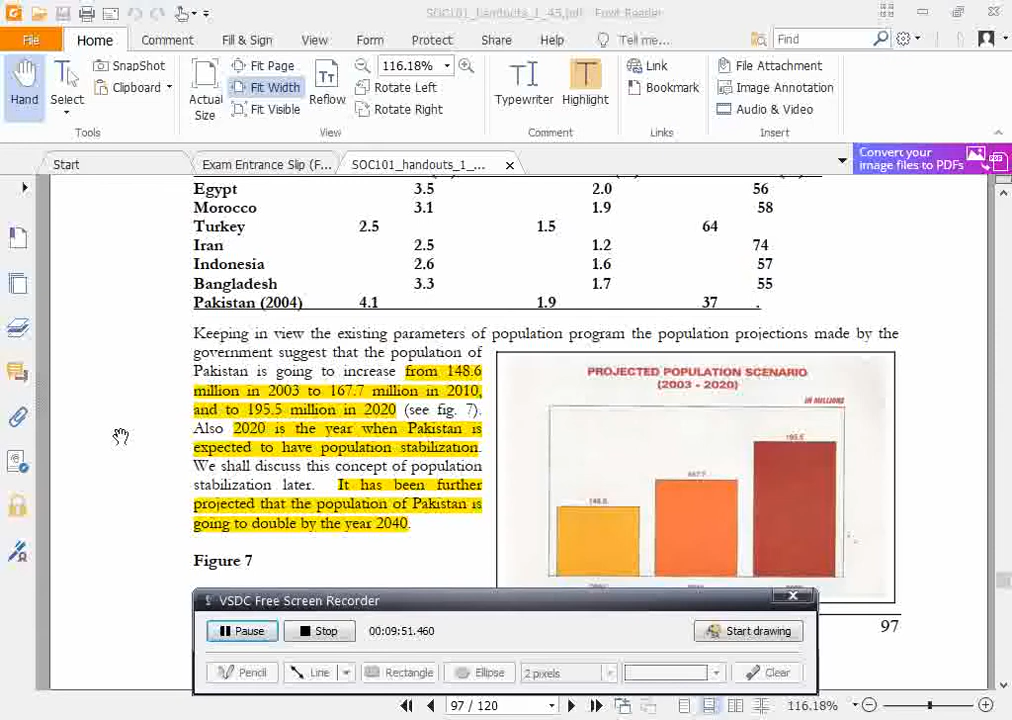 SOC101_handouts_1_45.pdf - Foxit Reader
File
Home
Comment
Fill & Sign
View
Form
Protect
Share
Help
Tell me...
Find
Hand
Select
SnapShot
Clipboard
Tools
Actual
Size
Fit Page
Fit Width
Fit Visible
Reflow
116.18%
Rotate Left
Rotate Right
View
Typewriter
Highlight
Comment
Link
Bookmark
Links
File Attachment
Image Annotation
Audio & Video
Insert
Start
Exam Entrance Slip (F...
SOC101_handouts_1_...
Convert your
image files to PDFs
PDF
Egypt 3.5 2.0 56
Morocco 3.1 1.9 58
Turkey 2.5 1.5 64
Iran 2.5 1.2 74
Indonesia 2.6 1.6 57
Bangladesh 3.3 1.7 55
Pakistan (2004) 4.1 1.9 37 .
Keeping in view the existing parameters of population program the population projections made by the
government suggest that the population of
Pakistan is going to increase from 148.6
million in 2003 to 167.7 million in 2010,
and to 195.5 million in 2020 (see fig. 7).
Also 2020 is the year when Pakistan is
expected to have population stabilization.
We shall discuss this concept of population
stabilization later. It has been further
projected that the population of Pakistan is
going to double by the year 2040.
Figure 7
PROJECTED POPULATION SCENARIO
(2003 - 2020)
IN MILLIONS
148.6
167.7
195.5
97
VSDC Free Screen Recorder
Pause
Stop
00:09:51.460
Start drawing
Pencil
Line
Rectangle
Ellipse
2 pixels
Clear
97 / 120
116.18%